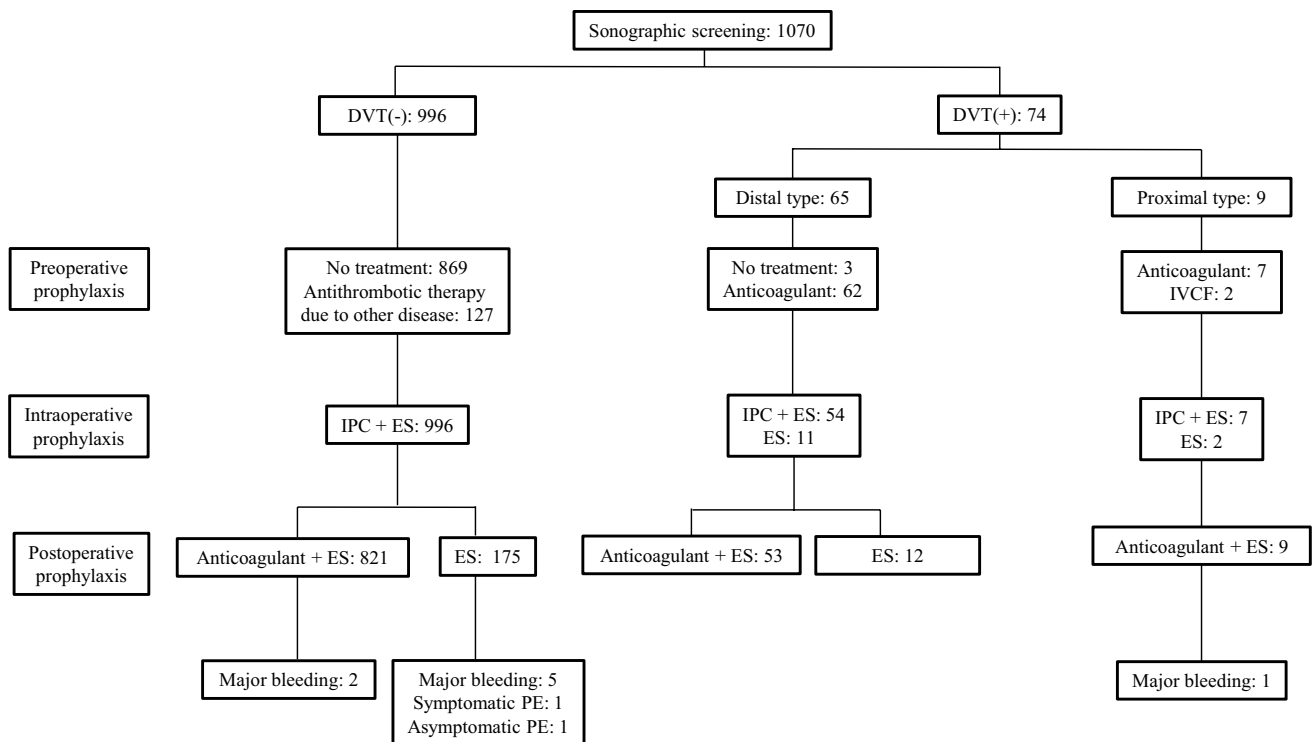 Sonographic screening: 1070
DVT(-): 996
DVT(+): 74
Distal type: 65
Proximal type: 9
Preoperative
prophylaxis
No treatment: 869
Antithrombotic therapy
due to other disease: 127
No treatment: 3
Anticoagulant: 62
Anticoagulant: 7
IVCF: 2
Intraoperative
prophylaxis
IPC + ES: 996
IPC + ES: 54
ES: 11
IPC + ES: 7
ES: 2
Postoperative
prophylaxis
Anticoagulant + ES: 821
ES: 175
Anticoagulant + ES: 53
ES: 12
Anticoagulant + ES: 9
Major bleeding: 2
Major bleeding: 5
Symptomatic PE: 1
Asymptomatic PE: 1
Major bleeding: 1